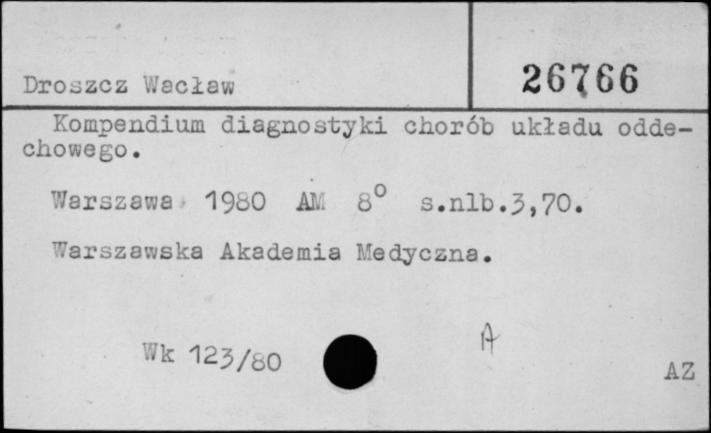 Droszcz Wacław
26766
Kompendium diagnostyki chorób układu odde-
chowego.
Warszawa 1980 AM 8° s.nlb.3,70.
Warszawska Akademia Medyczna.
Wk 123/80
A
AZ